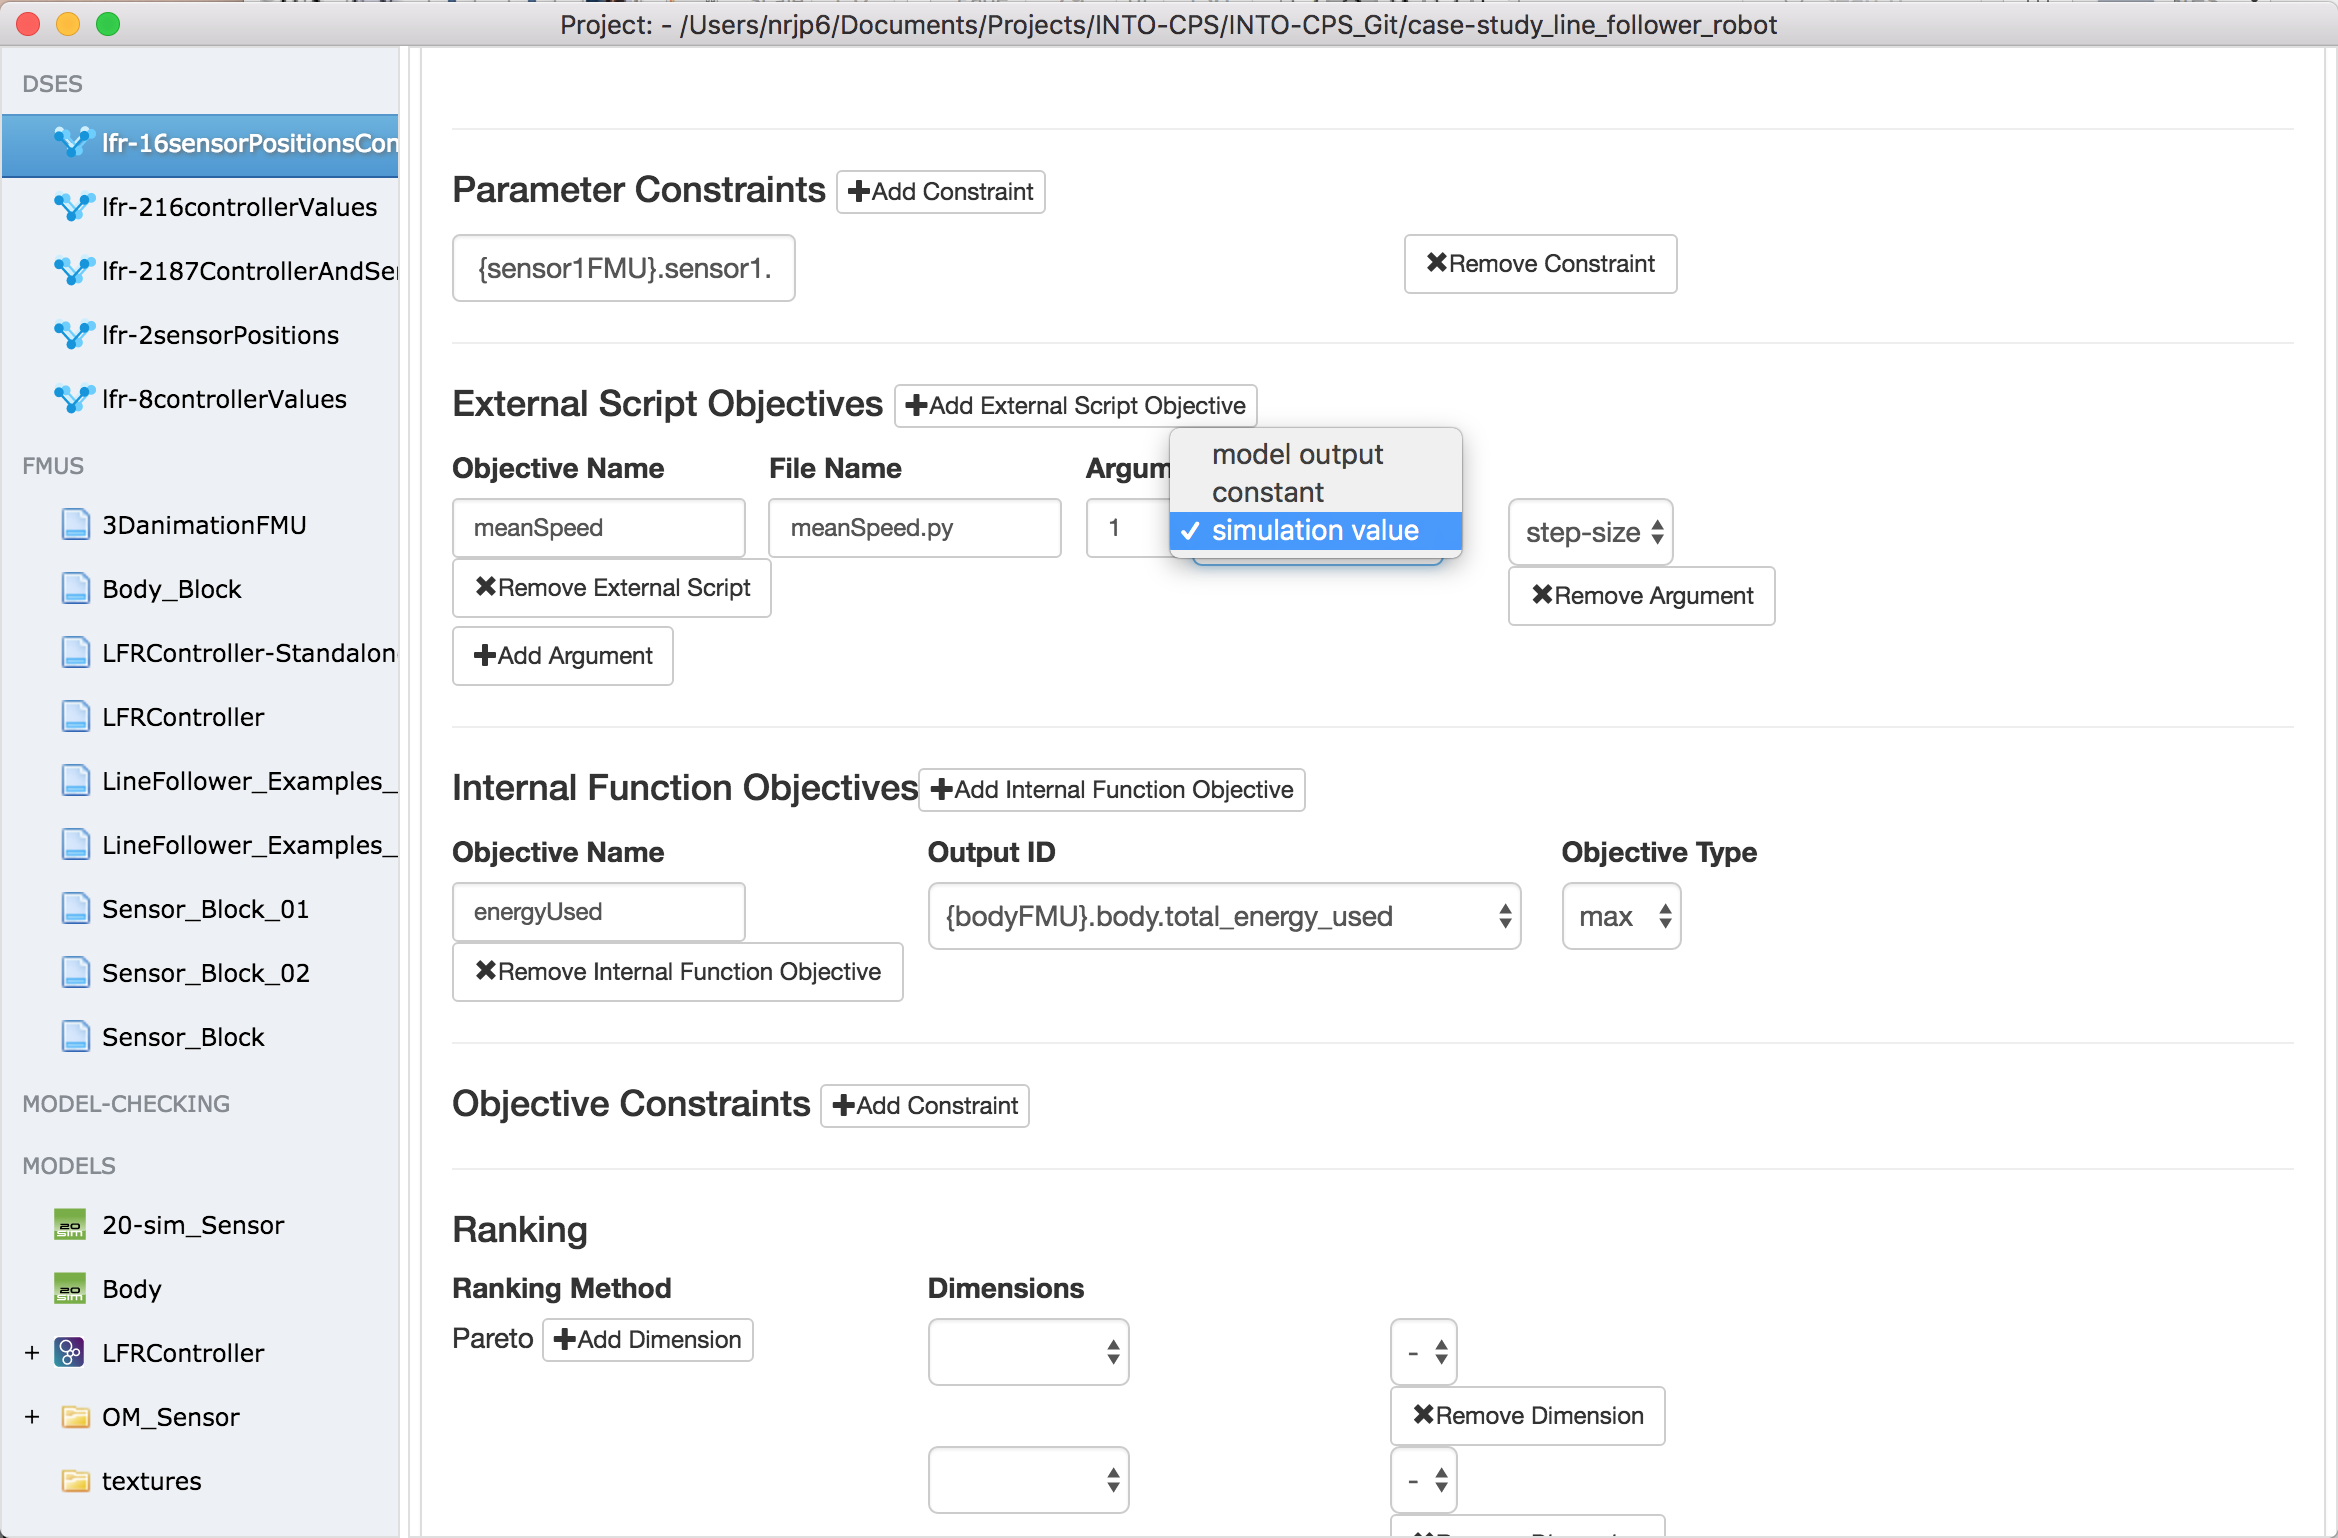 Project: - /Users/nrjp6/Documents/Projects/INTO-CPS/INTO-CPS_Git/case-study_line_follower_robot
DSES
lfr-16sensorPositionsCon
lfr-216controllerValues
lfr-2187ControllerAndSe
lfr-2sensorPositions
lfr-8controllerValues
FMUS
3DanimationFMU
Body_Block
LFRController-Standalon
LFRController
LineFollower_Examples_
LineFollower_Examples_
Sensor_Block_01
Sensor_Block_02
Sensor_Block
MODEL-CHECKING
MODELS
20-sim_Sensor
Body
+ LFRController
+ OM_Sensor
textures
Parameter Constraints +Add Constraint
{sensor1FMU}.sensor1. ✖Remove Constraint
External Script Objectives +Add External Script Objective
Objective Name File Name Argum
model output
constant
✓ simulation value
meanSpeed meanSpeed.py 1 step-size
✖Remove External Script ✖Remove Argument
+Add Argument
Internal Function Objectives +Add Internal Function Objective
Objective Name Output ID Objective Type
energyUsed {bodyFMU}.body.total_energy_used max
✖Remove Internal Function Objective
Objective Constraints +Add Constraint
Ranking
Ranking Method Dimensions
Pareto +Add Dimension -
✖Remove Dimension
-